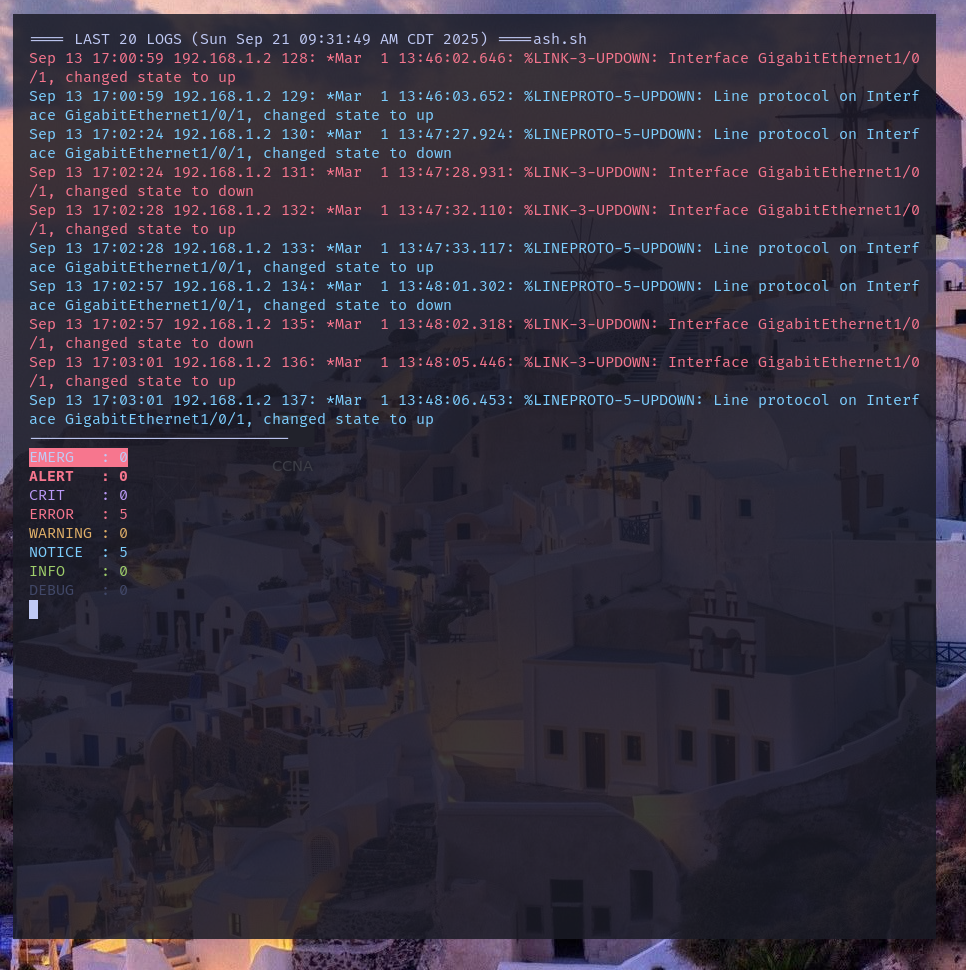 ==== LAST 20 LOGS (Sun Sep 21 09:31:49 AM CDT 2025) ====ash.sh
Sep 13 17:00:59 192.168.1.2 128: *Mar  1 13:46:02.646: %LINK-3-UPDOWN: Interface GigabitEthernet1/0
/1, changed state to up
Sep 13 17:00:59 192.168.1.2 129: *Mar  1 13:46:03.652: %LINEPROTO-5-UPDOWN: Line protocol on Interf
ace GigabitEthernet1/0/1, changed state to up
Sep 13 17:02:24 192.168.1.2 130: *Mar  1 13:47:27.924: %LINEPROTO-5-UPDOWN: Line protocol on Interf
ace GigabitEthernet1/0/1, changed state to down
Sep 13 17:02:24 192.168.1.2 131: *Mar  1 13:47:28.931: %LINK-3-UPDOWN: Interface GigabitEthernet1/0
/1, changed state to down
Sep 13 17:02:28 192.168.1.2 132: *Mar  1 13:47:32.110: %LINK-3-UPDOWN: Interface GigabitEthernet1/0
/1, changed state to up
Sep 13 17:02:28 192.168.1.2 133: *Mar  1 13:47:33.117: %LINEPROTO-5-UPDOWN: Line protocol on Interf
ace GigabitEthernet1/0/1, changed state to up
Sep 13 17:02:57 192.168.1.2 134: *Mar  1 13:48:01.302: %LINEPROTO-5-UPDOWN: Line protocol on Interf
ace GigabitEthernet1/0/1, changed state to down
Sep 13 17:02:57 192.168.1.2 135: *Mar  1 13:48:02.318: %LINK-3-UPDOWN: Interface GigabitEthernet1/0
/1, changed state to down
Sep 13 17:03:01 192.168.1.2 136: *Mar  1 13:48:05.446: %LINK-3-UPDOWN: Interface GigabitEthernet1/0
/1, changed state to up
Sep 13 17:03:01 192.168.1.2 137: *Mar  1 13:48:06.453: %LINEPROTO-5-UPDOWN: Line protocol on Interf
ace GigabitEthernet1/0/1, changed state to up
-----------------------------
EMERG   : 0
CCNA
ALERT   : 0
CRIT    : 0
ERROR   : 5
WARNING : 0
NOTICE  : 5
INFO    : 0
DEBUG   : 0